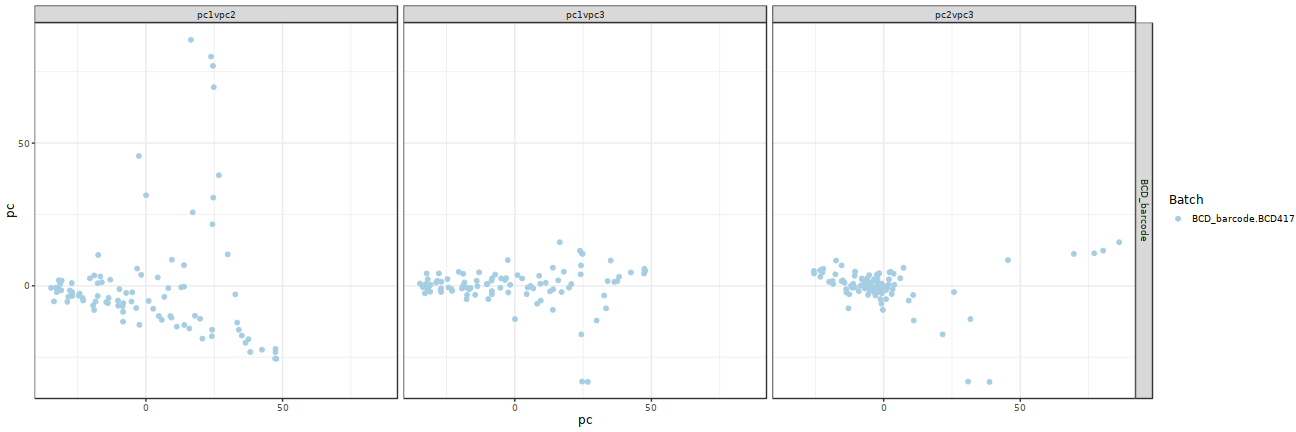 pc1vpc2 pc1vpc3 pc2vpc3
50
0
pc
BCD_barcode
Batch
BCD_barcode.BCD417
0 50 0 50 0 50
pc